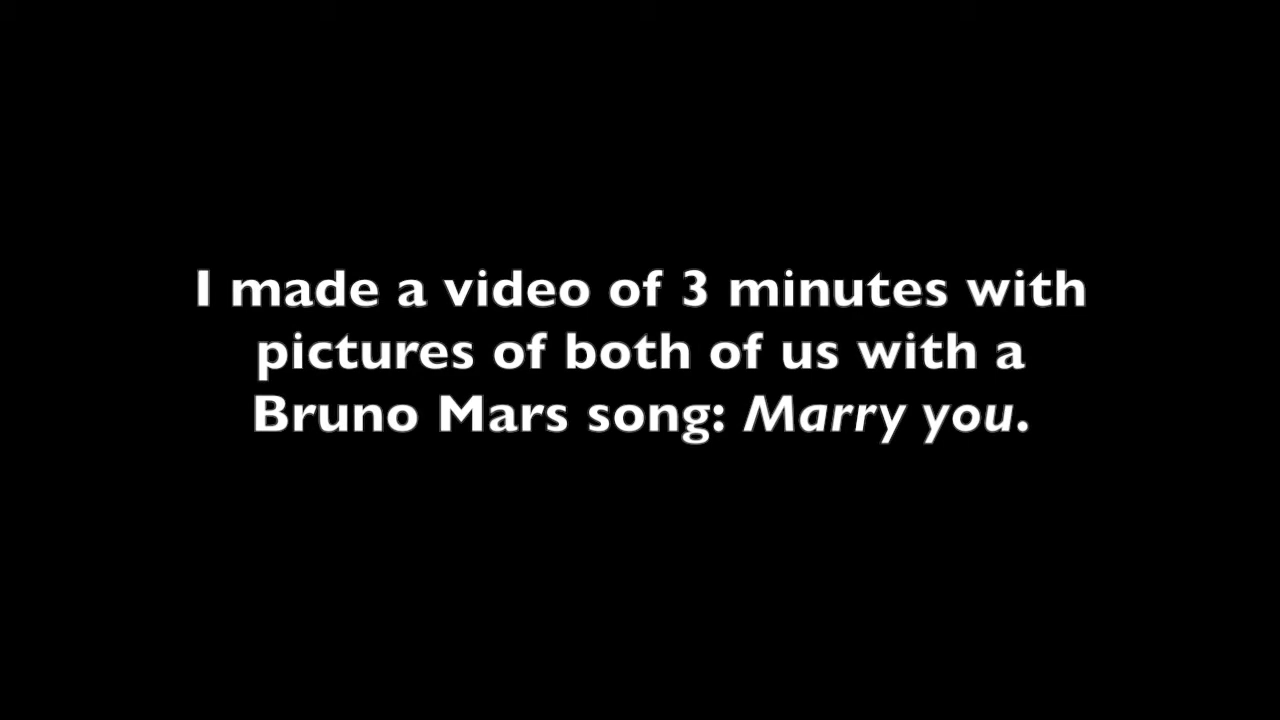 I made a video of 3 minutes with
pictures of both of us with a
Bruno Mars song: Marry you.